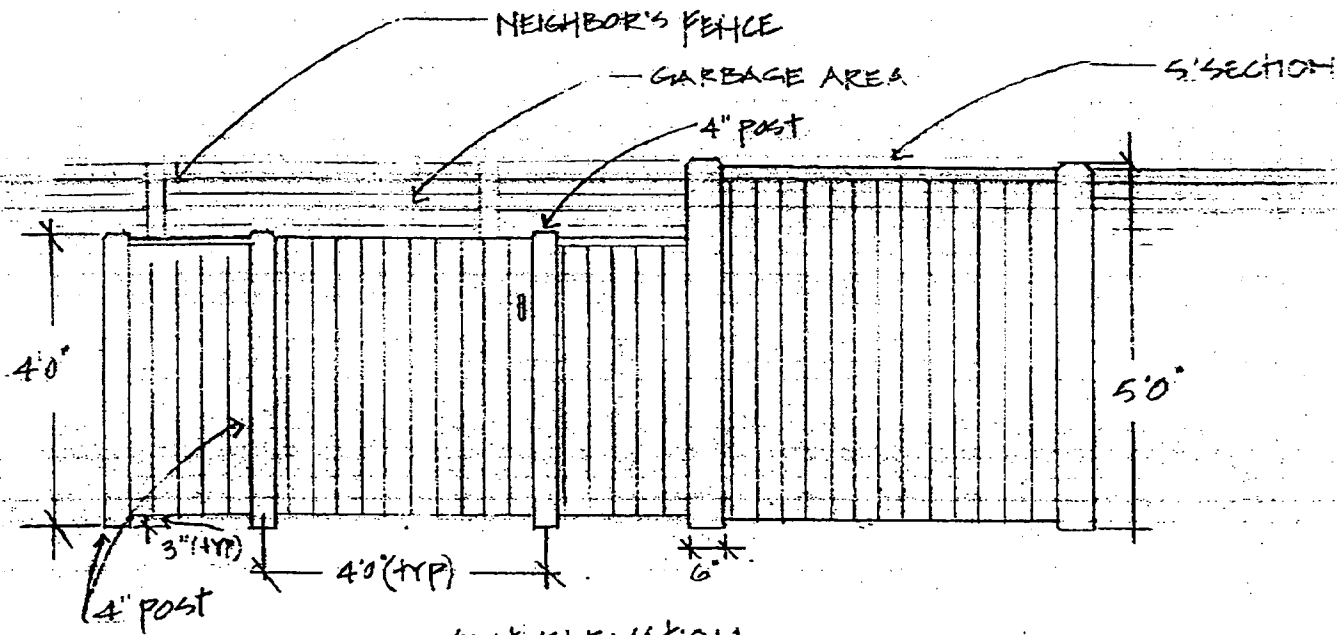 NEIGHBOR'S FENCE
GARBAGE AREA
5' SECTION
4" post
4'0"
5'0"
3"(TYP)
4'0"(TYP)
6"
4" post